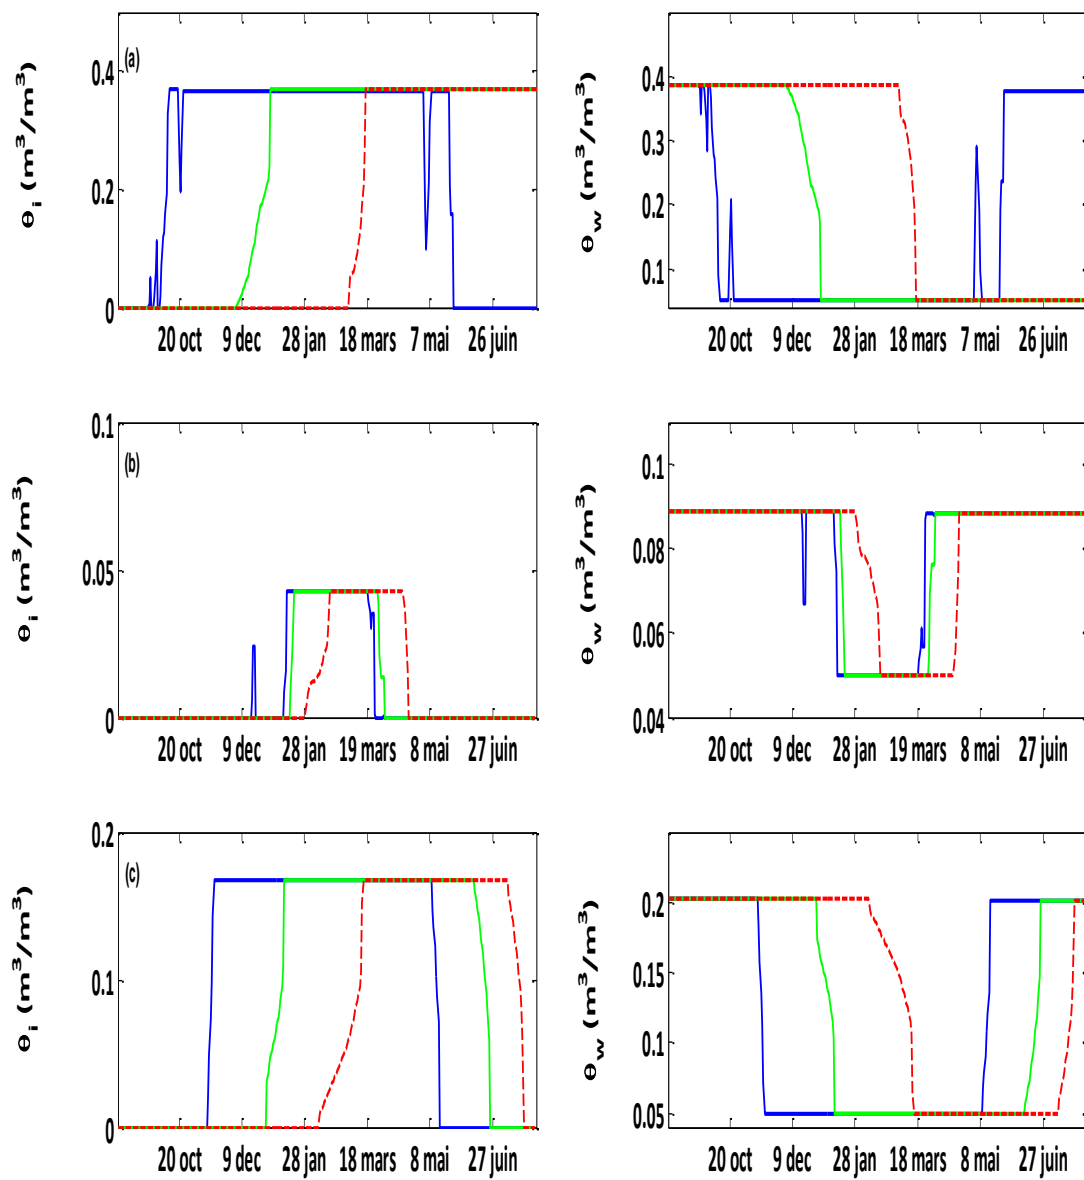 (a)
θi (m3/m3)
0.4
0.2
0
20 oct 9 dec 28 jan 18 mars 7 mai 26 juin
θw (m3/m3)
0.4
0.3
0.2
0.1
20 oct 9 dec 28 jan 18 mars 7 mai 26 juin
(b)
θi (m3/m3)
0.1
0.05
0
20 oct 9 dec 28 jan 19 mars 8 mai 27 juin
θw (m3/m3)
0.1
0.08
0.06
0.04
20 oct 9 dec 28 jan 19 mars 8 mai 27 juin
(c)
θi (m3/m3)
0.2
0.1
0
20 oct 9 dec 28 jan 18 mars 8 mai 27 juin
θw (m3/m3)
0.2
0.15
0.1
0.05
20 oct 9 dec 28 jan 18 mars 8 mai 27 juin